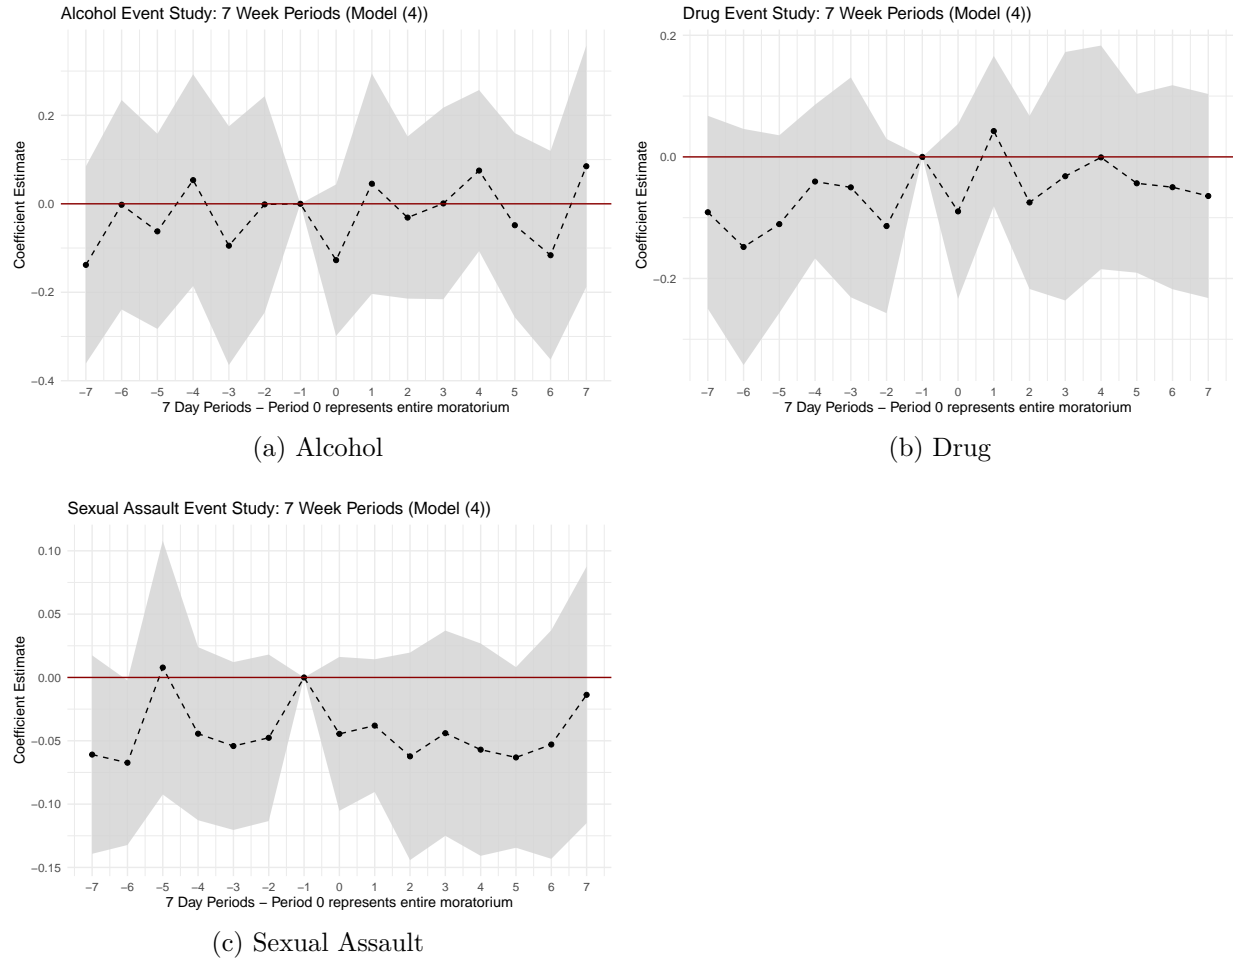 Alcohol Event Study: 7 Week Periods (Model (4))
Coefficient Estimate
0.2
0.0
−0.2
−0.4
−7 −6 −5 −4 −3 −2 −1 0 1 2 3 4 5 6 7
7 Day Periods − Period 0 represents entire moratorium
(a) Alcohol
Drug Event Study: 7 Week Periods (Model (4))
Coefficient Estimate
0.2
0.0
−0.2
−7 −6 −5 −4 −3 −2 −1 0 1 2 3 4 5 6 7
7 Day Periods − Period 0 represents entire moratorium
(b) Drug
Sexual Assault Event Study: 7 Week Periods (Model (4))
Coefficient Estimate
0.10
0.05
0.00
−0.05
−0.10
−0.15
−7 −6 −5 −4 −3 −2 −1 0 1 2 3 4 5 6 7
7 Day Periods − Period 0 represents entire moratorium
(c) Sexual Assault